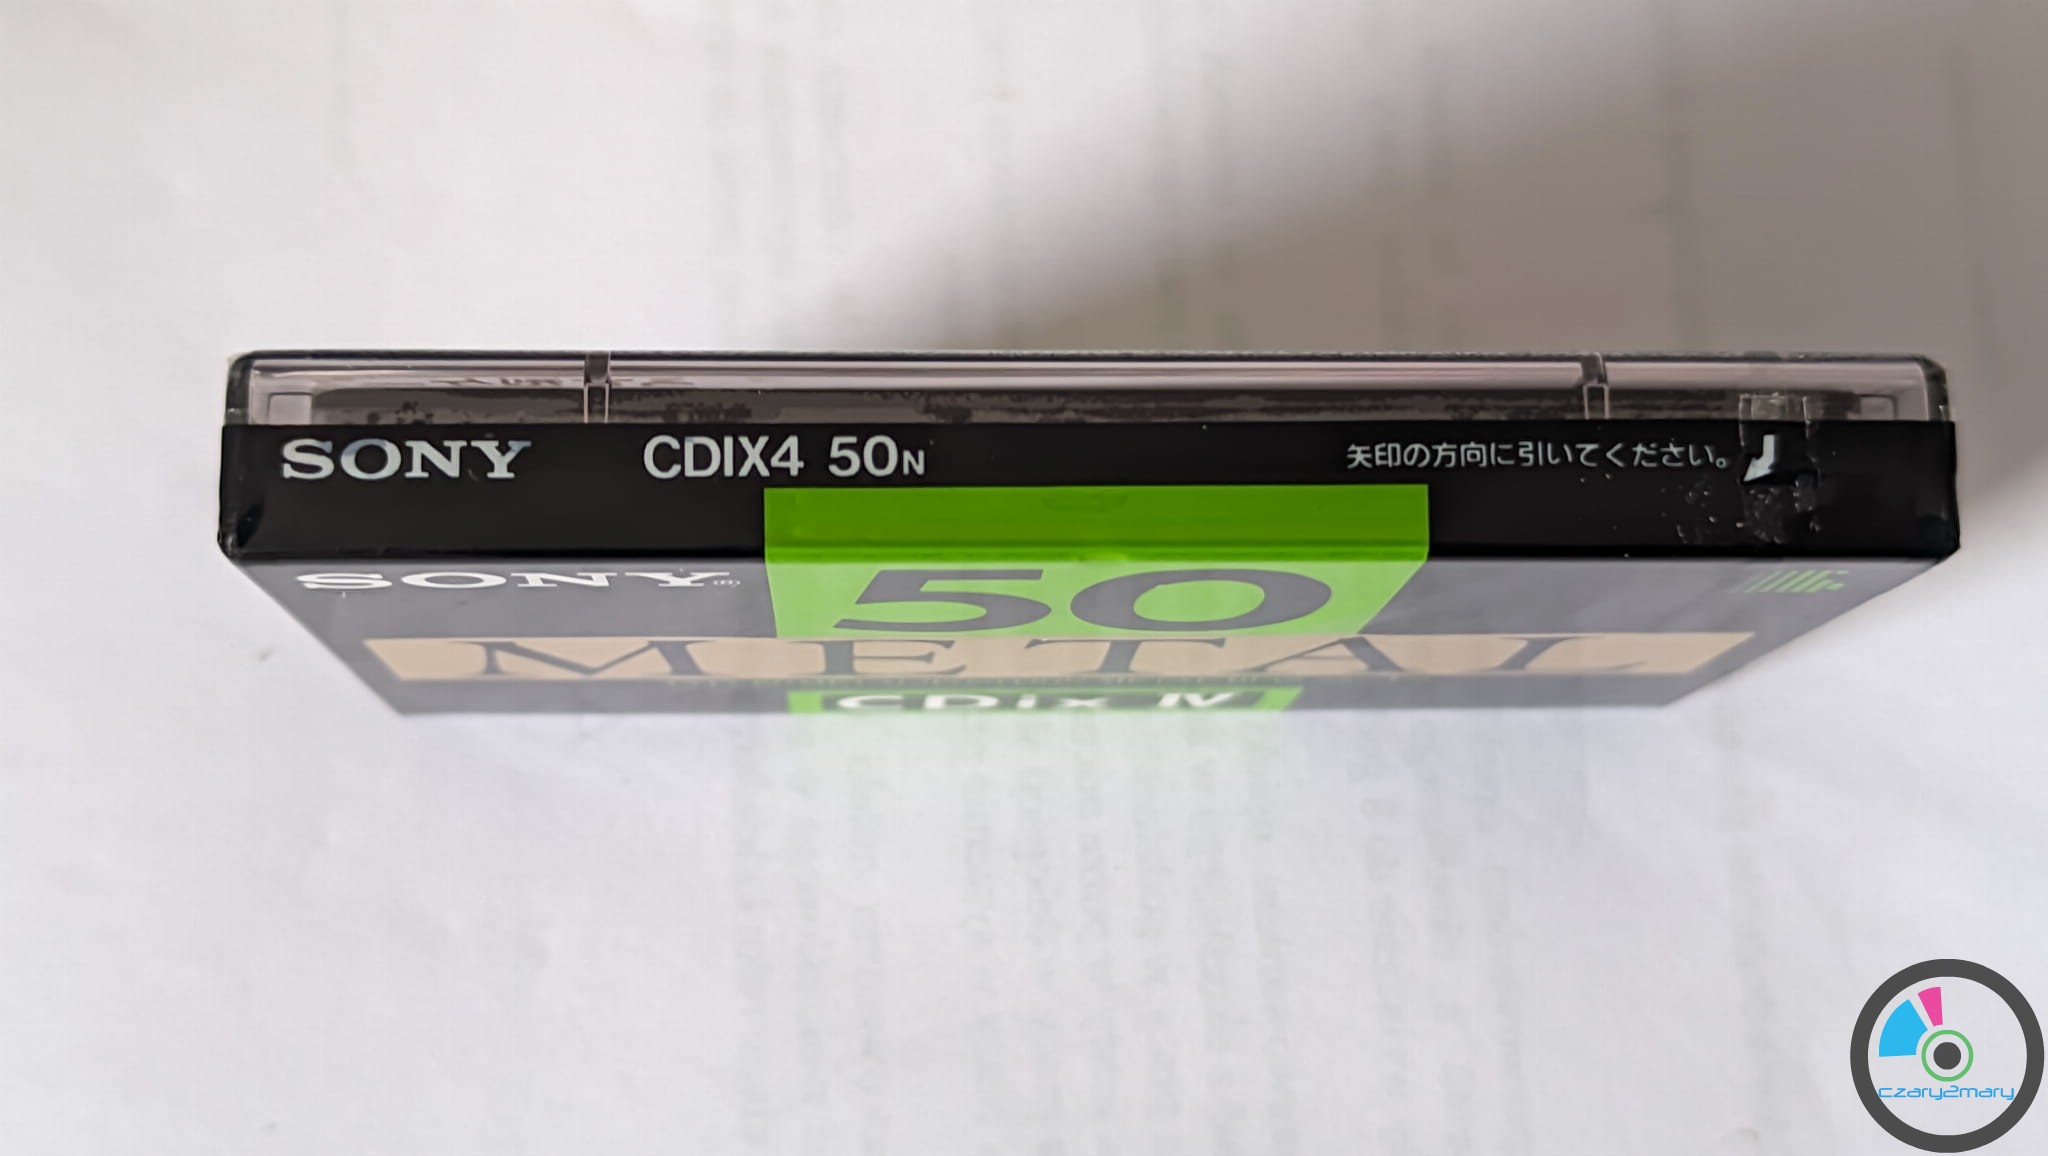 SONY CDIX4 50N 矢印の方向に引いてください。
SONY®
50
METAL
CDix IV
czary2mary